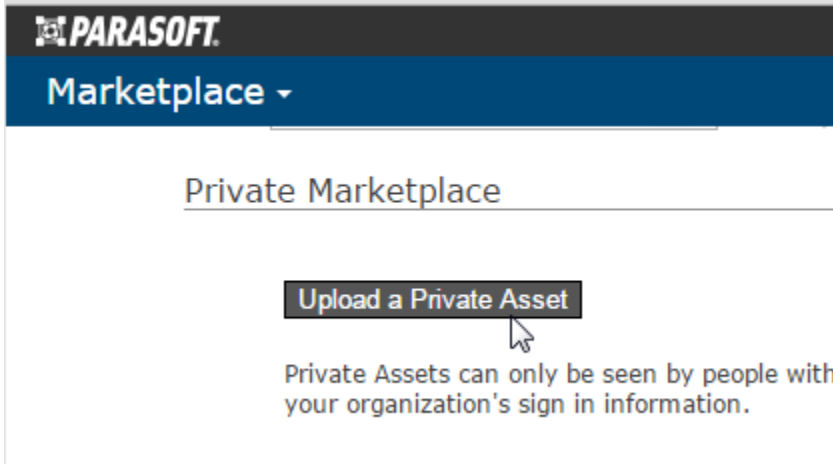 PARASOFT.
Marketplace
Private Marketplace
Upload a Private Asset
Private Assets can only be seen by people with
your organization's sign in information.